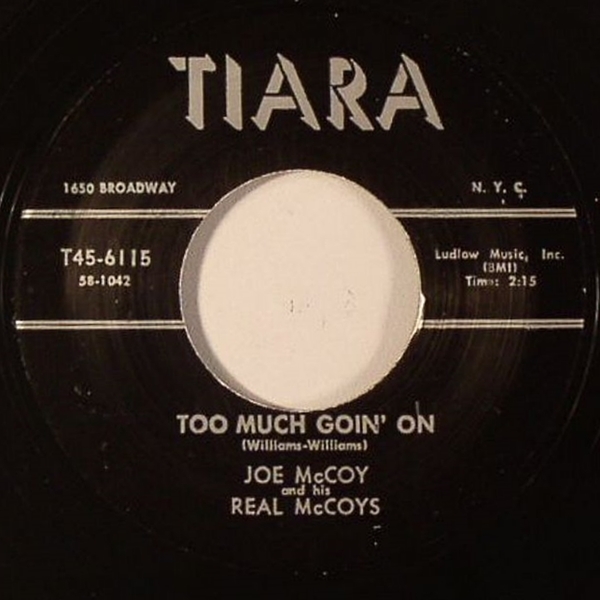 TIARA
1650 BROADWAY
N. Y. C.
T45-6115
58-1042
Ludlow Music, Inc.
(BMI)
Time: 2:15
TOO MUCH GOIN' ON
(Williams-Williams)
JOE McCOY
and his
REAL McCOYS